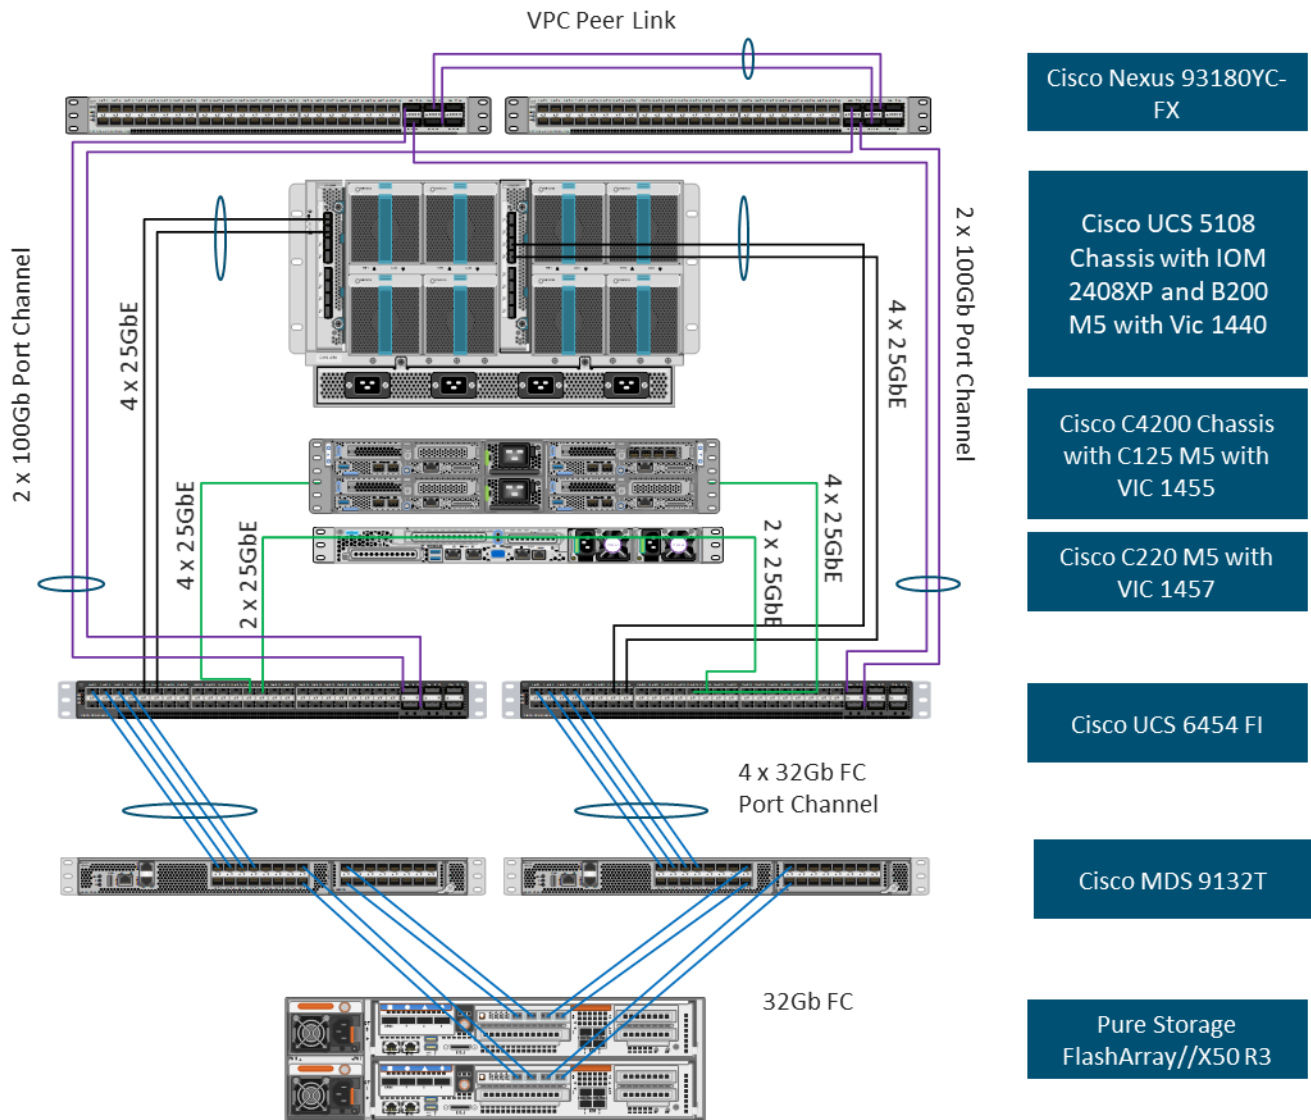 VPC Peer Link
Cisco Nexus 93180YC-
FX
Cisco UCS 5108
Chassis with IOM
2408XP and B200
M5 with Vic 1440
2 x 100Gb Port Channel
4 x 25GbE
4 x 25GbE
2 x 100Gb Port Channel
Cisco C4200 Chassis
with C125 M5 with
VIC 1455
4 x 25GbE
2 x 25GbE
2 x 25GbE
4 x 25GbE
Cisco C220 M5 with
VIC 1457
Cisco UCS 6454 FI
4 x 32Gb FC
Port Channel
Cisco MDS 9132T
32Gb FC
Pure Storage
FlashArray//X50 R3